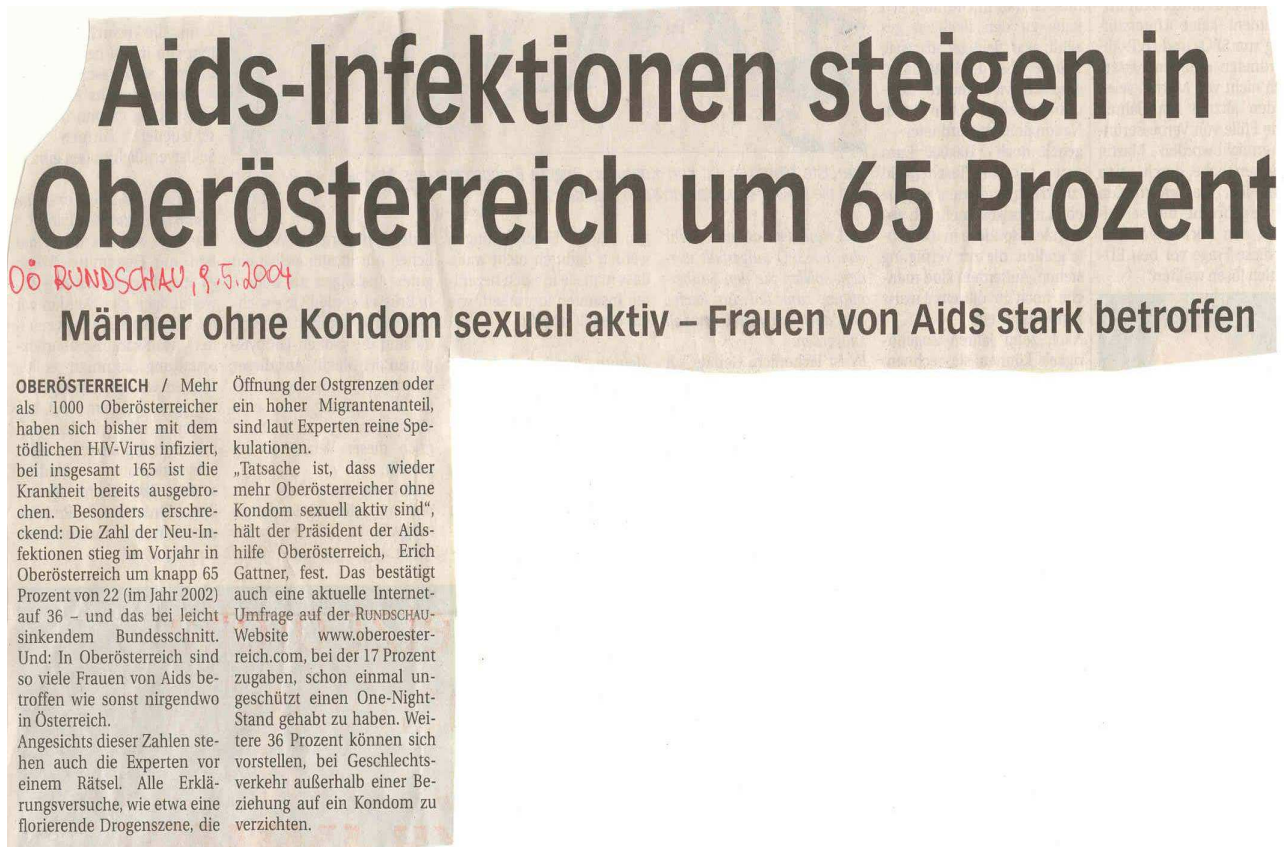 Aids-Infektionen steigen in
Oberösterreich um 65 Prozent
OÖ RUNDSCHAU, 9.5.2004
Männer ohne Kondom sexuell aktiv – Frauen von Aids stark betroffen
OBERÖSTERREICH / Mehr
als 1000 Oberösterreicher
haben sich bisher mit dem
tödlichen HIV-Virus infiziert,
bei insgesamt 165 ist die
Krankheit bereits ausgebro-
chen. Besonders erschre-
ckend: Die Zahl der Neu-In-
fektionen stieg im Vorjahr in
Oberösterreich um knapp 65
Prozent von 22 (im Jahr 2002)
auf 36 – und das bei leicht
sinkendem Bundesschnitt.
Und: In Oberösterreich sind
so viele Frauen von Aids be-
troffen wie sonst nirgendwo
in Österreich.
Angesichts dieser Zahlen ste-
hen auch die Experten vor
einem Rätsel. Alle Erklä-
rungsversuche, wie etwa eine
florierende Drogenszene, die
Öffnung der Ostgrenzen oder
ein hoher Migrantenanteil,
sind laut Experten reine Spe-
kulationen.
„Tatsache ist, dass wieder
mehr Oberösterreicher ohne
Kondom sexuell aktiv sind“,
hält der Präsident der Aids-
hilfe Oberösterreich, Erich
Gattner, fest. Das bestätigt
auch eine aktuelle Internet-
Umfrage auf der RUNDSCHAU-
Website www.oberoester-
reich.com, bei der 17 Prozent
zugaben, schon einmal un-
geschützt einen One-Night-
Stand gehabt zu haben. Wei-
tere 36 Prozent können sich
vorstellen, bei Geschlechts-
verkehr außerhalb einer Be-
ziehung auf ein Kondom zu
verzichten.